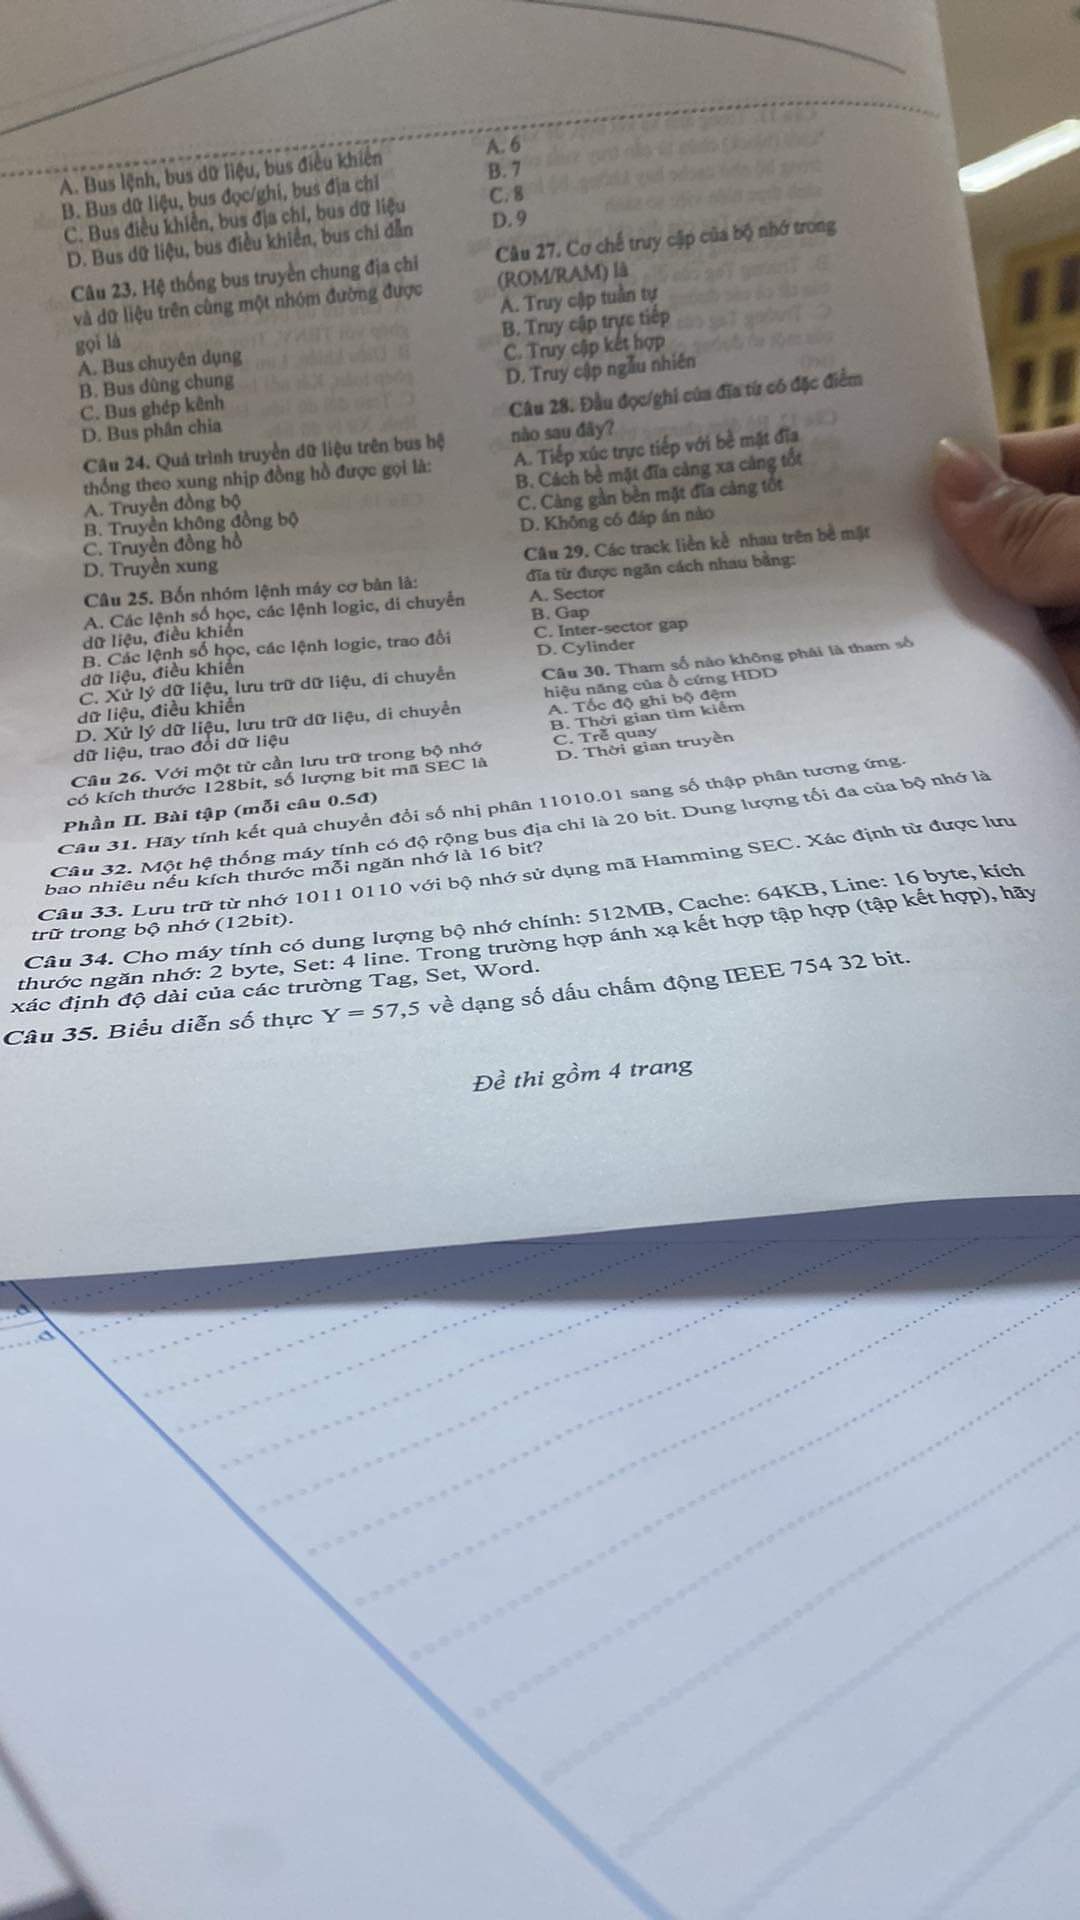 A. Bus lệnh, bus dữ liệu, bus điều khiển
B. Bus dữ liệu, bus đọc/ghi, bus địa chỉ
C. Bus điều khiển, bus địa chỉ, bus dữ liệu
D. Bus dữ liệu, bus điều khiển, bus chỉ dẫn
Câu 23. Hệ thống bus truyền chung địa chỉ
và dữ liệu trên cùng một nhóm đường được
gọi là
A. Bus chuyên dụng
B. Bus dùng chung
C. Bus ghép kênh
D. Bus phân chia
Câu 24. Quá trình truyền dữ liệu trên bus hệ
thống theo xung nhịp đồng hồ được gọi là:
A. Truyền đồng bộ
B. Truyền không đồng bộ
C. Truyền đồng hồ
D. Truyền xung
Câu 25. Bốn nhóm lệnh máy cơ bản là:
A. Các lệnh số học, các lệnh logic, di chuyển
dữ liệu, điều khiển
B. Các lệnh số học, các lệnh logic, trao đổi
dữ liệu, điều khiển
C. Xử lý dữ liệu, lưu trữ dữ liệu, di chuyển
dữ liệu, điều khiển
D. Xử lý dữ liệu, lưu trữ dữ liệu, di chuyển
dữ liệu, trao đổi dữ liệu
Câu 26. Với một từ cần lưu trữ trong bộ nhớ
có kích thước 128bit, số lượng bit mã SEC là
A. 6
B. 7
C. 8
D. 9
Câu 27. Cơ chế truy cập của bộ nhớ trong
(ROM/RAM) là
A. Truy cập tuần tự
B. Truy cập trực tiếp
C. Truy cập kết hợp
D. Truy cập ngẫu nhiên
Câu 28. Đầu đọc/ghi của đĩa từ có đặc điểm
nào sau đây?
A. Tiếp xúc trực tiếp với bề mặt đĩa
B. Cách bề mặt đĩa càng xa càng tốt
C. Càng gần bền mặt đĩa càng tốt
D. Không có đáp án nào
Câu 29. Các track liền kề nhau trên bề mặt
đĩa từ được ngăn cách nhau bằng:
A. Sector
B. Gap
C. Inter-sector gap
D. Cylinder
Câu 30. Tham số nào không phải là tham số
hiệu năng của ổ cứng HDD
A. Tốc độ ghi bộ đệm
B. Thời gian tìm kiếm
C. Trễ quay
D. Thời gian truyền
Phần II. Bài tập (mỗi câu 0.5đ)
Câu 31. Hãy tính kết quả chuyển đổi số nhị phân 11010.01 sang số thập phân tương ứng.
Câu 32. Một hệ thống máy tính có độ rộng bus địa chỉ là 20 bit. Dung lượng tối đa của bộ nhớ là
bao nhiêu nếu kích thước mỗi ngăn nhớ là 16 bit?
Câu 33. Lưu trữ từ nhớ 1011 0110 với bộ nhớ sử dụng mã Hamming SEC. Xác định từ được lưu
trữ trong bộ nhớ (12bit).
Câu 34. Cho máy tính có dung lượng bộ nhớ chính: 512MB, Cache: 64KB, Line: 16 byte, kích
thước ngăn nhớ: 2 byte, Set: 4 line. Trong trường hợp ánh xạ kết hợp tập hợp (tập kết hợp), hãy
xác định độ dài của các trường Tag, Set, Word.
Câu 35. Biểu diễn số thực Y = 57,5 về dạng số dấu chấm động IEEE 754 32 bit.
Đề thi gồm 4 trang